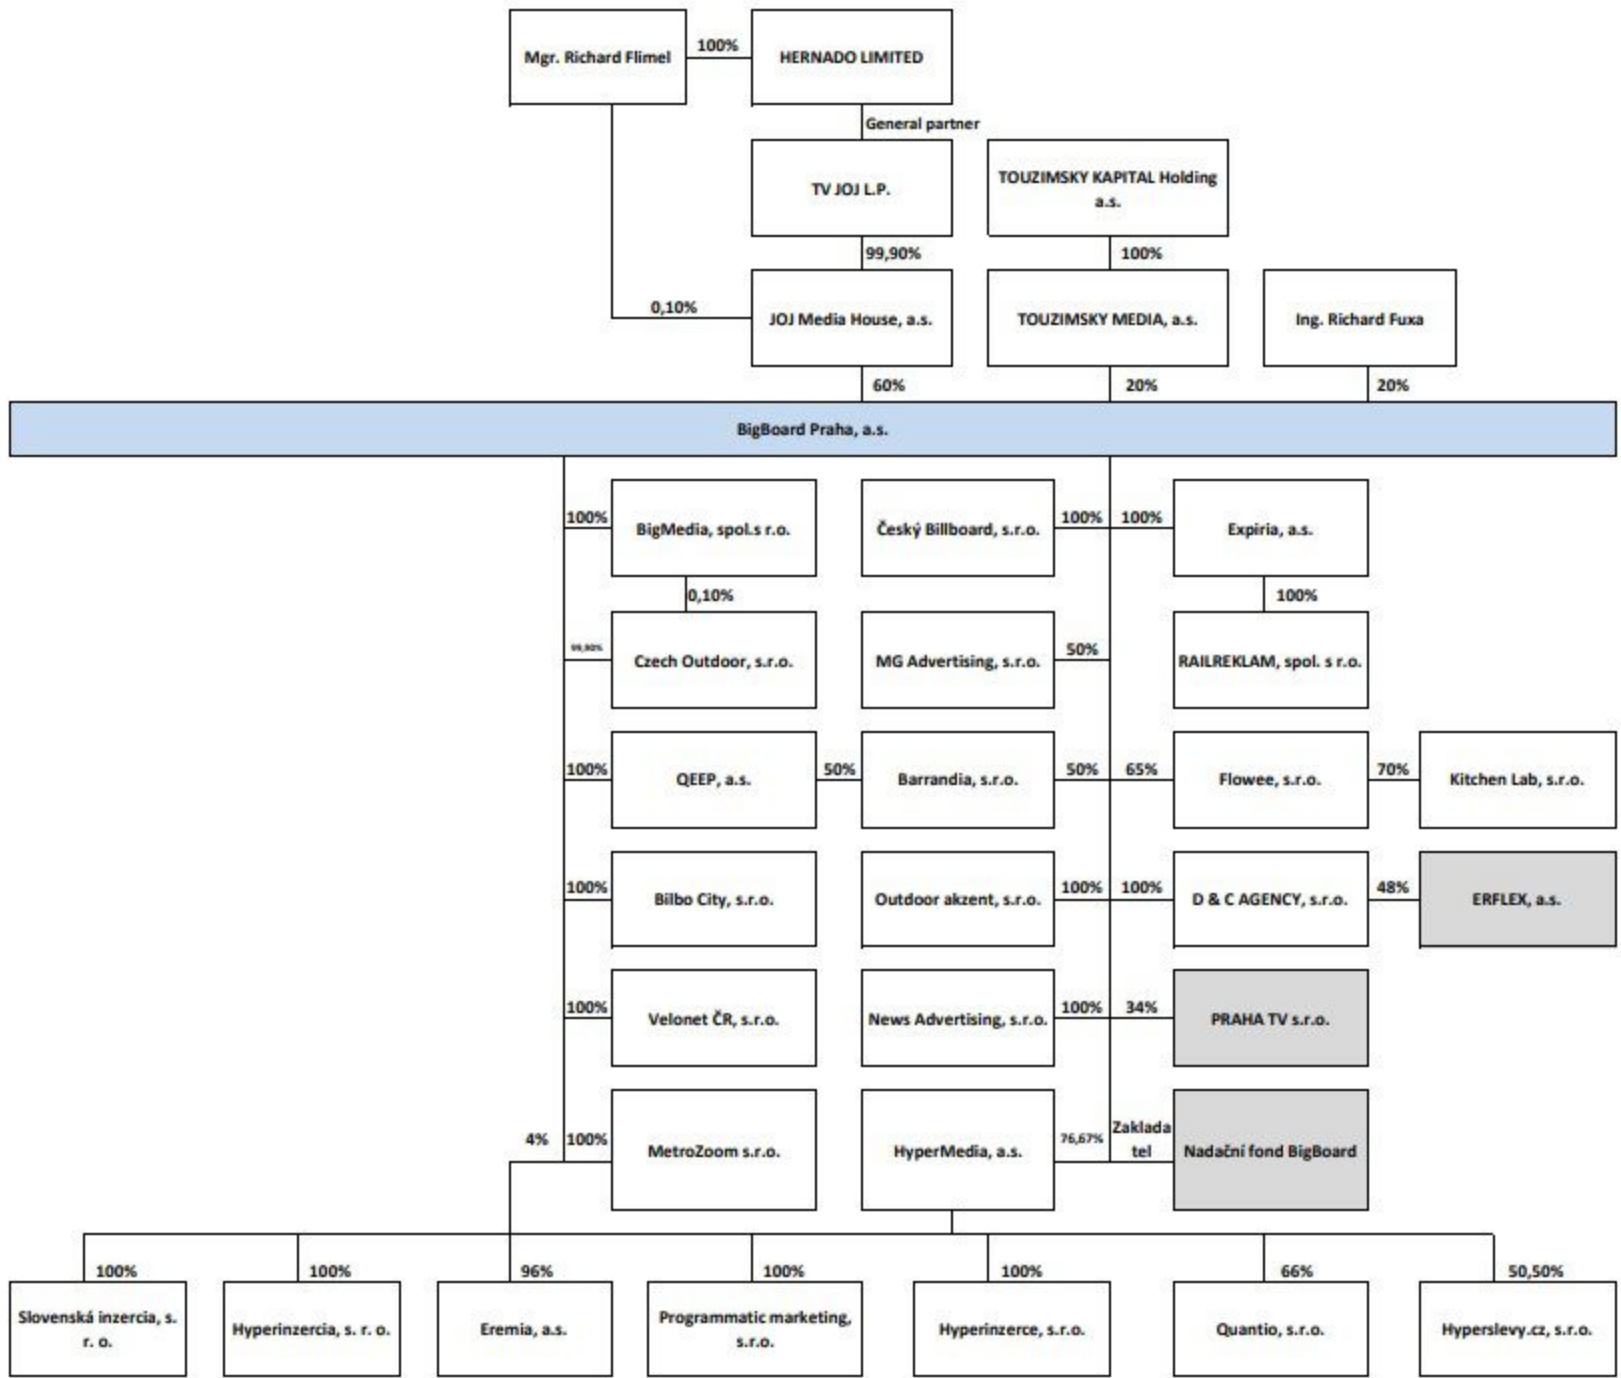 Mgr. Richard Flimel
100%
HERNADO LIMITED
General partner
TV JOJ L.P.
TOUZIMSKY KAPITAL Holding
a.s.
99,90%
100%
0,10%
JOJ Media House, a.s.
TOUZIMSKY MEDIA, a.s.
Ing. Richard Fuxa
60%
20%
20%
BigBoard Praha, a.s.
100%
BigMedia, spol.s r.o.
Český Billboard, s.r.o.
100%
100%
Expiria, a.s.
0,10%
100%
99,90%
Czech Outdoor, s.r.o.
MG Advertising, s.r.o.
50%
RAILREKLAM, spol. s r.o.
100%
QEEP, a.s.
50%
Barrandia, s.r.o.
50%
65%
Flowee, s.r.o.
70%
Kitchen Lab, s.r.o.
100%
Bilbo City, s.r.o.
Outdoor akzent, s.r.o.
100%
100%
D & C AGENCY, s.r.o.
48%
ERFLEX, a.s.
100%
Velonet ČR, s.r.o.
News Advertising, s.r.o.
100%
34%
PRAHA TV s.r.o.
4%
100%
MetroZoom s.r.o.
HyperMedia, a.s.
76,67%
Zaklada
tel
Nadační fond BigBoard
100%
100%
96%
100%
100%
66%
50,50%
Slovenská inzercia, s.
r. o.
Hyperinzercia, s. r. o.
Eremia, a.s.
Programmatic marketing,
s.r.o.
Hyperinzerce, s.r.o.
Quantio, s.r.o.
Hyperslevy.cz, s.r.o.